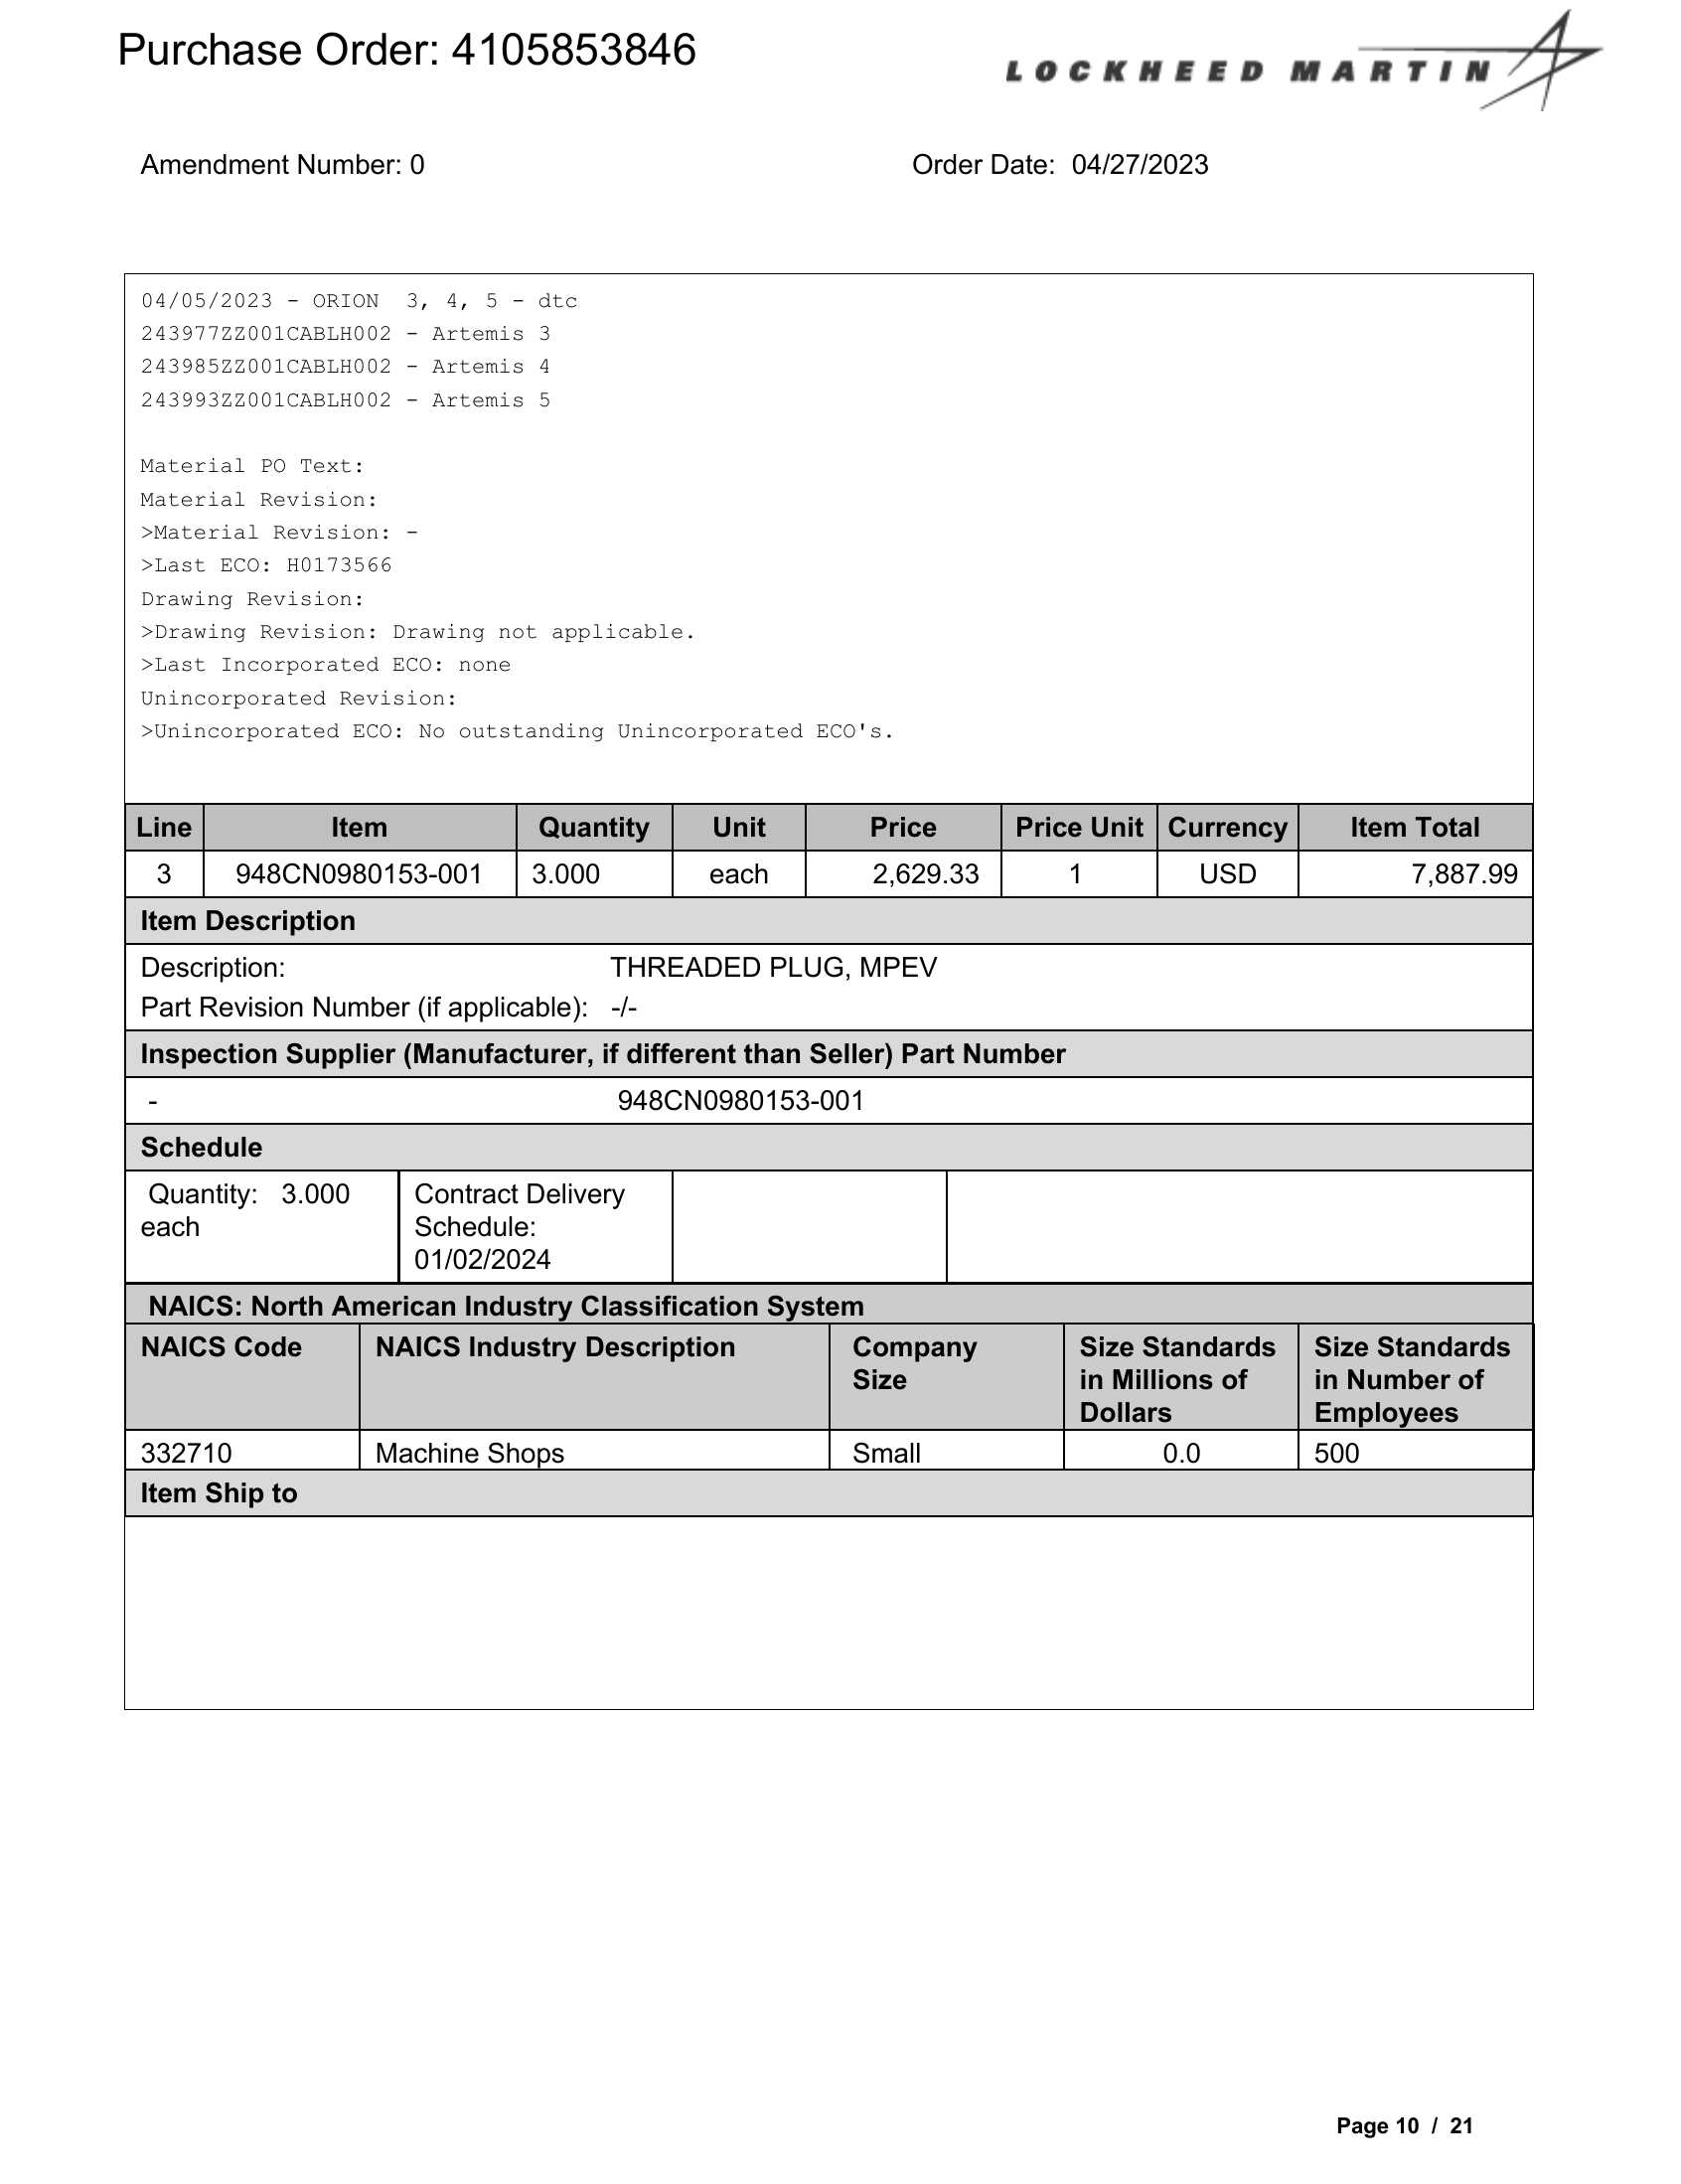 Purchase Order: 4105853846
LOCKHEED MARTIN
Amendment Number: 0 Order Date: 04/27/2023
04/05/2023 - ORION  3, 4, 5 - dtc
243977ZZ001CABLH002 - Artemis 3
243985ZZ001CABLH002 - Artemis 4
243993ZZ001CABLH002 - Artemis 5
Material PO Text:
Material Revision:
>Material Revision: -
>Last ECO: H0173566
Drawing Revision:
>Drawing Revision: Drawing not applicable.
>Last Incorporated ECO: none
Unincorporated Revision:
>Unincorporated ECO: No outstanding Unincorporated ECO's.
Line Item Quantity Unit Price Price Unit Currency Item Total
3 948CN0980153-001 3.000 each 2,629.33 1 USD 7,887.99
Item Description
Description: THREADED PLUG, MPEV
Part Revision Number (if applicable): -/-
Inspection Supplier (Manufacturer, if different than Seller) Part Number
- 948CN0980153-001
Schedule
Quantity: 3.000
each
Contract Delivery
Schedule:
01/02/2024
NAICS: North American Industry Classification System
NAICS Code
NAICS Industry Description
Company
Size
Size Standards
in Millions of
Dollars
Size Standards
in Number of
Employees
332710 Machine Shops Small 0.0 500
Item Ship to
Page 10 / 21